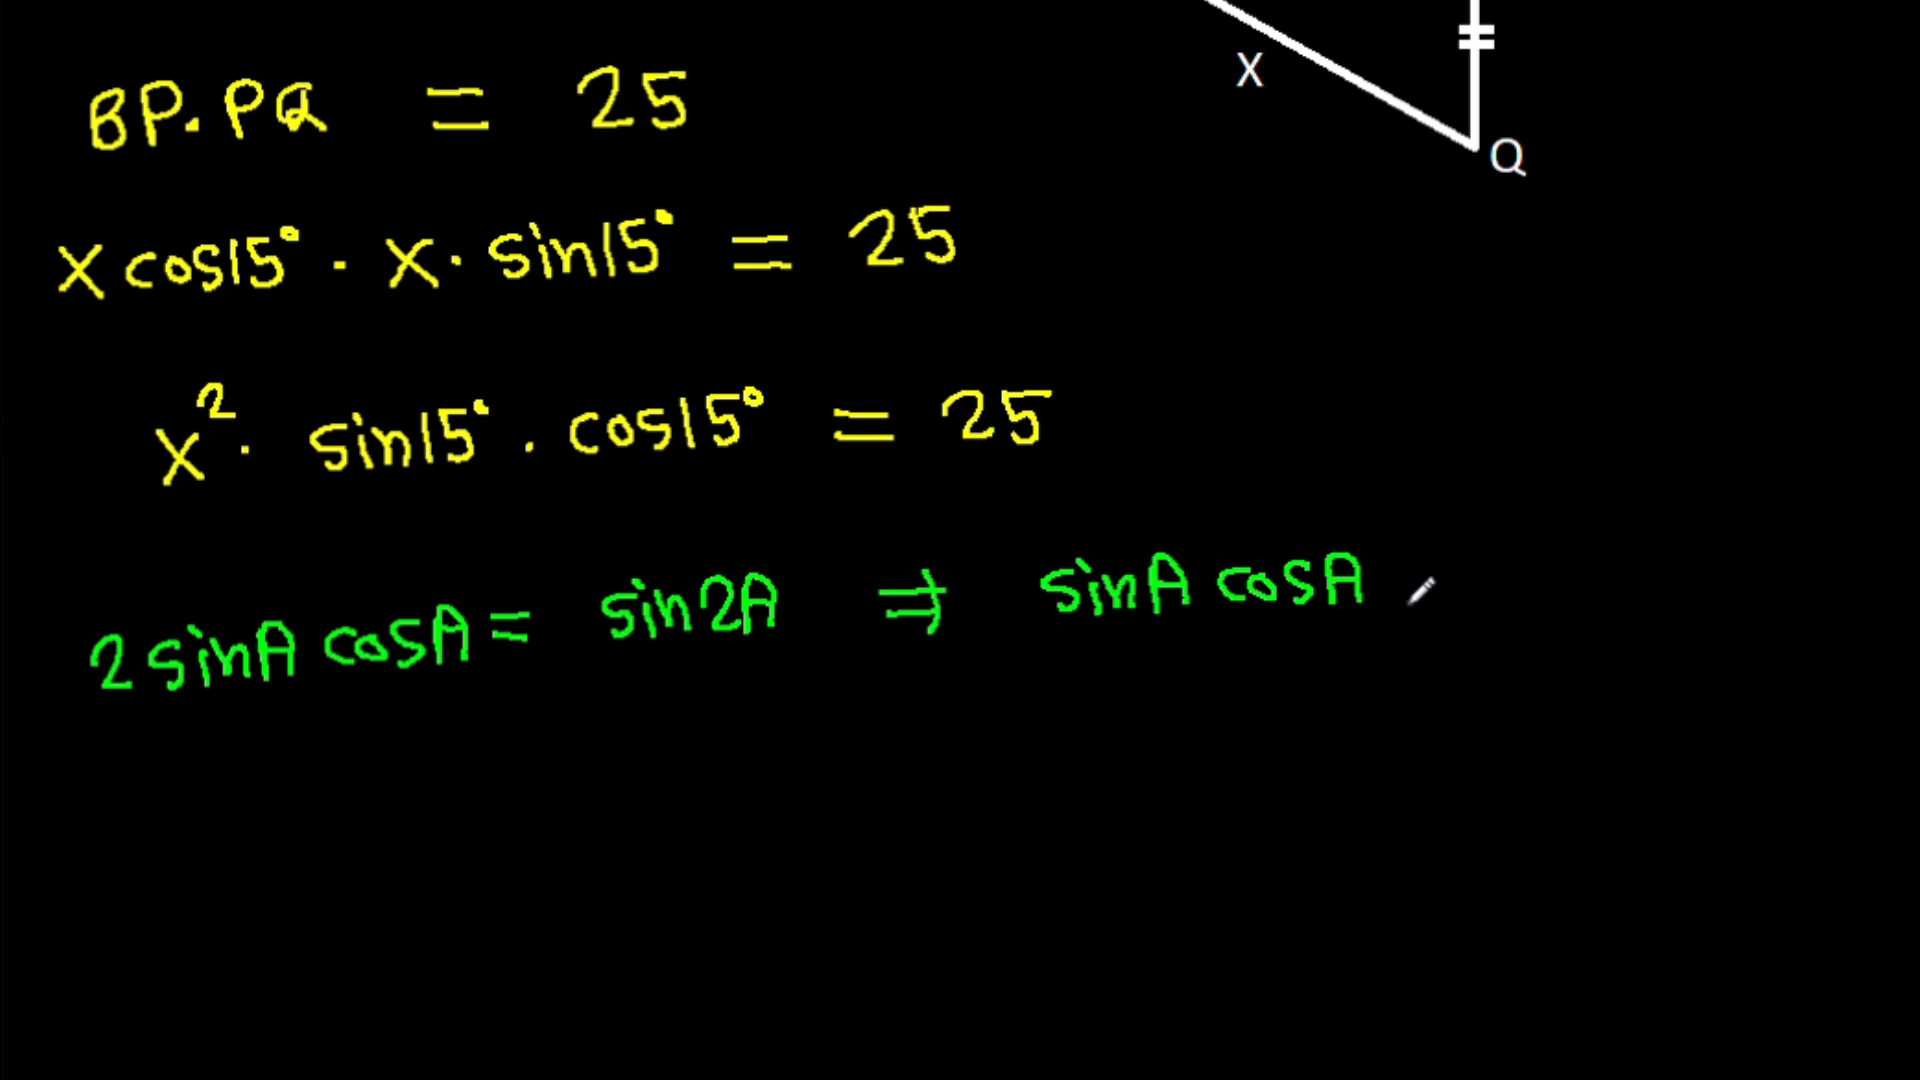 X
Q
BP.PQ = 25
x cos15° · x · sin15° = 25
x² · sin15° · cos15° = 25
2 sinA cosA = sin2A ⇒ sinA cosA